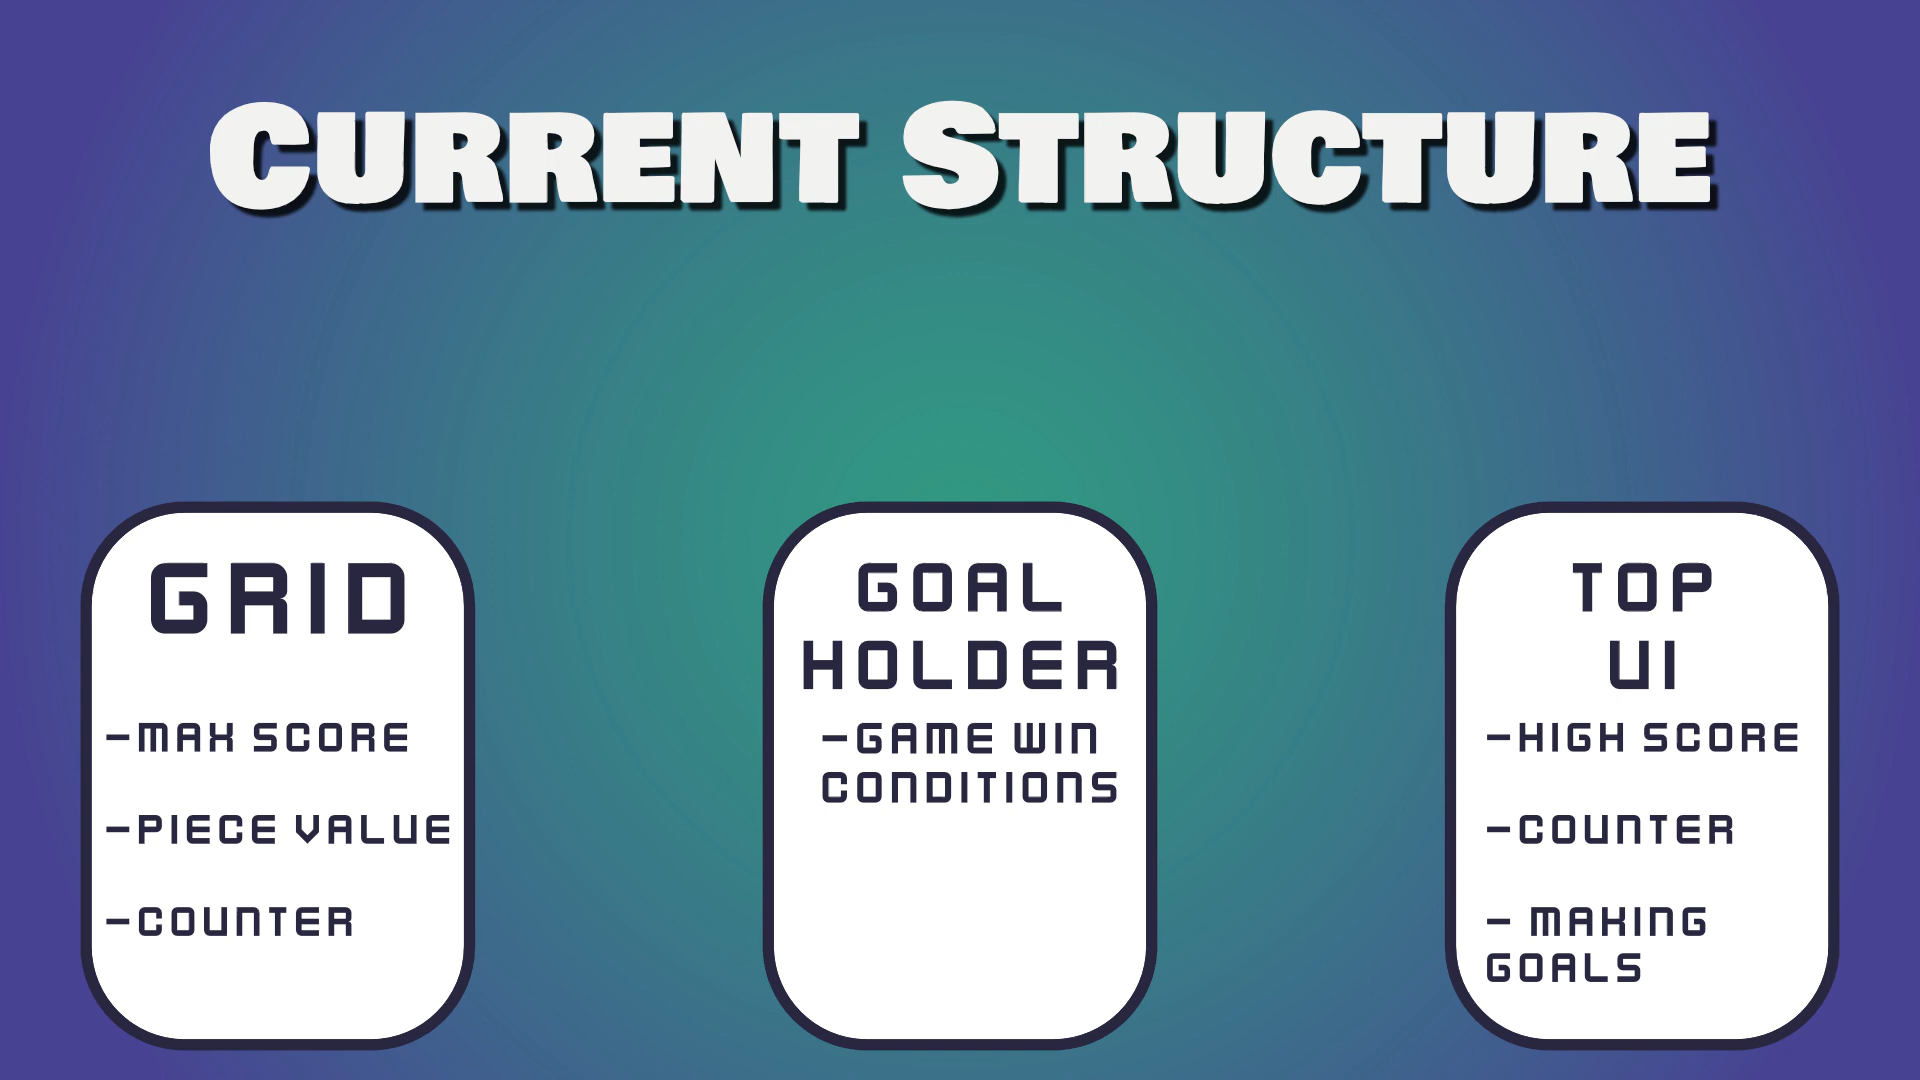 CURRENT STRUCTURE
GRID
-MAX SCORE
-PIECE VALUE
-COUNTER
GOAL
HOLDER
-GAME WIN
CONDITIONS
TOP
UI
-HIGH SCORE
-COUNTER
- MAKING
GOALS